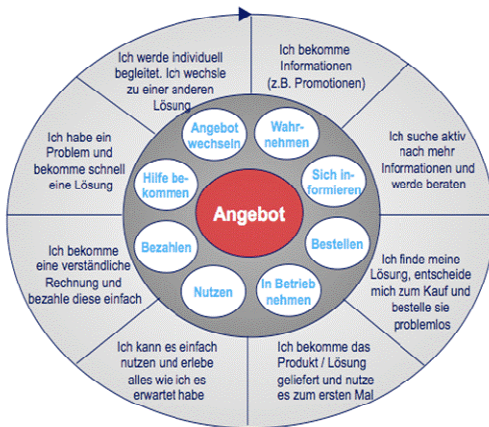 Ich werde individuell
begleitet. Ich wechsle
zu einer anderen
Lösung
Ich bekomme
Informationen
(z.B. Promotionen)
Ich suche aktiv
nach mehr
Informationen und
werde beraten
Ich finde meine
Lösung, entscheide
mich zum Kauf und
bestelle sie
problemlos
Ich bekomme das
Produkt / Lösung
geliefert und nutze
es zum ersten Mal
Ich kann es einfach
nutzen und erlebe
alles wie ich es
erwartet habe
Ich bekomme
eine verständliche
Rechnung und
bezahle diese einfach
Ich habe ein
Problem und
bekomme schnell
eine Lösung
Angebot
wechseln
Wahr-
nehmen
Sich in-
formieren
Bestellen
In Betrieb
nehmen
Nutzen
Bezahlen
Hilfe be-
kommen
Angebot